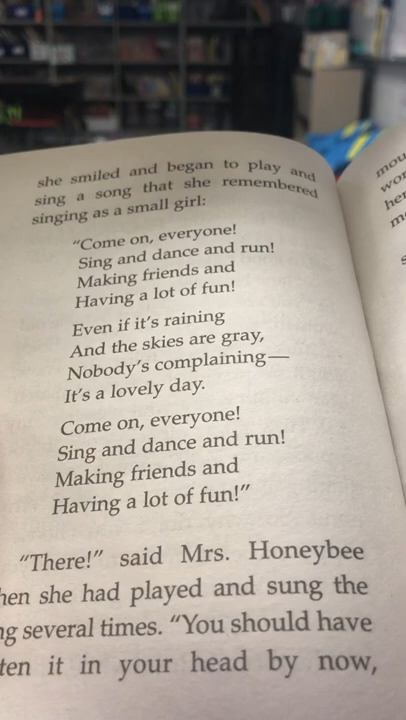 she smiled and began to play and
sing a song that she remembered
singing as a small girl:
"Come on, everyone!
Sing and dance and run!
Making friends and
Having a lot of fun!
Even if it's raining
And the skies are gray,
Nobody's complaining—
It's a lovely day.
Come on, everyone!
Sing and dance and run!
Making friends and
Having a lot of fun!"
"There!" said Mrs. Honeybee
she had played and sung the
several times. "You should have
it in your head by now,